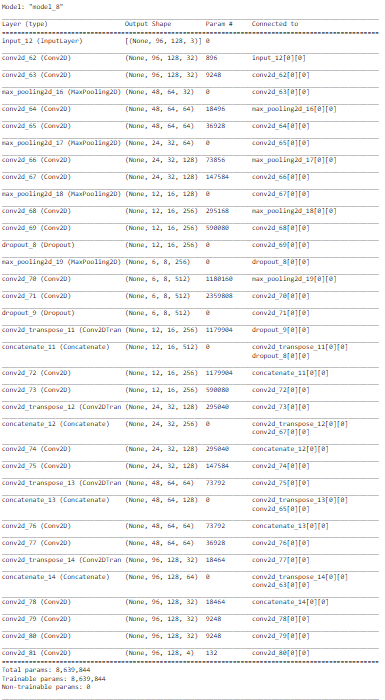 Model: "model_8"
Layer (type) Output Shape Param # Connected to
input_12 (InputLayer) [(None, 96, 128, 3)] 0
conv2d_62 (Conv2D) (None, 96, 128, 32) 896 input_12[0][0]
conv2d_63 (Conv2D) (None, 96, 128, 32) 9248 conv2d_62[0][0]
max_pooling2d_16 (MaxPooling2D) (None, 48, 64, 32) 0 conv2d_63[0][0]
conv2d_64 (Conv2D) (None, 48, 64, 64) 18496 max_pooling2d_16[0][0]
conv2d_65 (Conv2D) (None, 48, 64, 64) 36928 conv2d_64[0][0]
max_pooling2d_17 (MaxPooling2D) (None, 24, 32, 64) 0 conv2d_65[0][0]
conv2d_66 (Conv2D) (None, 24, 32, 128) 73856 max_pooling2d_17[0][0]
conv2d_67 (Conv2D) (None, 24, 32, 128) 147584 conv2d_66[0][0]
max_pooling2d_18 (MaxPooling2D) (None, 12, 16, 128) 0 conv2d_67[0][0]
conv2d_68 (Conv2D) (None, 12, 16, 256) 295168 max_pooling2d_18[0][0]
conv2d_69 (Conv2D) (None, 12, 16, 256) 590080 conv2d_68[0][0]
dropout_8 (Dropout) (None, 12, 16, 256) 0 conv2d_69[0][0]
max_pooling2d_19 (MaxPooling2D) (None, 6, 8, 256) 0 dropout_8[0][0]
conv2d_70 (Conv2D) (None, 6, 8, 512) 1180160 max_pooling2d_19[0][0]
conv2d_71 (Conv2D) (None, 6, 8, 512) 2359808 conv2d_70[0][0]
dropout_9 (Dropout) (None, 6, 8, 512) 0 conv2d_71[0][0]
conv2d_transpose_11 (Conv2DTran (None, 12, 16, 256) 1179904 dropout_9[0][0]
concatenate_11 (Concatenate) (None, 12, 16, 512) 0 conv2d_transpose_11[0][0]
dropout_8[0][0]
conv2d_72 (Conv2D) (None, 12, 16, 256) 1179904 concatenate_11[0][0]
conv2d_73 (Conv2D) (None, 12, 16, 256) 590080 conv2d_72[0][0]
conv2d_transpose_12 (Conv2DTran (None, 24, 32, 128) 295040 conv2d_73[0][0]
concatenate_12 (Concatenate) (None, 24, 32, 256) 0 conv2d_transpose_12[0][0]
conv2d_67[0][0]
conv2d_74 (Conv2D) (None, 24, 32, 128) 295040 concatenate_12[0][0]
conv2d_75 (Conv2D) (None, 24, 32, 128) 147584 conv2d_74[0][0]
conv2d_transpose_13 (Conv2DTran (None, 48, 64, 64) 73792 conv2d_75[0][0]
concatenate_13 (Concatenate) (None, 48, 64, 128) 0 conv2d_transpose_13[0][0]
conv2d_65[0][0]
conv2d_76 (Conv2D) (None, 48, 64, 64) 73792 concatenate_13[0][0]
conv2d_77 (Conv2D) (None, 48, 64, 64) 36928 conv2d_76[0][0]
conv2d_transpose_14 (Conv2DTran (None, 96, 128, 32) 18464 conv2d_77[0][0]
concatenate_14 (Concatenate) (None, 96, 128, 64) 0 conv2d_transpose_14[0][0]
conv2d_63[0][0]
conv2d_78 (Conv2D) (None, 96, 128, 32) 18464 concatenate_14[0][0]
conv2d_79 (Conv2D) (None, 96, 128, 32) 9248 conv2d_78[0][0]
conv2d_80 (Conv2D) (None, 96, 128, 32) 9248 conv2d_79[0][0]
conv2d_81 (Conv2D) (None, 96, 128, 4) 132 conv2d_80[0][0]
Total params: 8,639,844
Trainable params: 8,639,844
Non-trainable params: 0